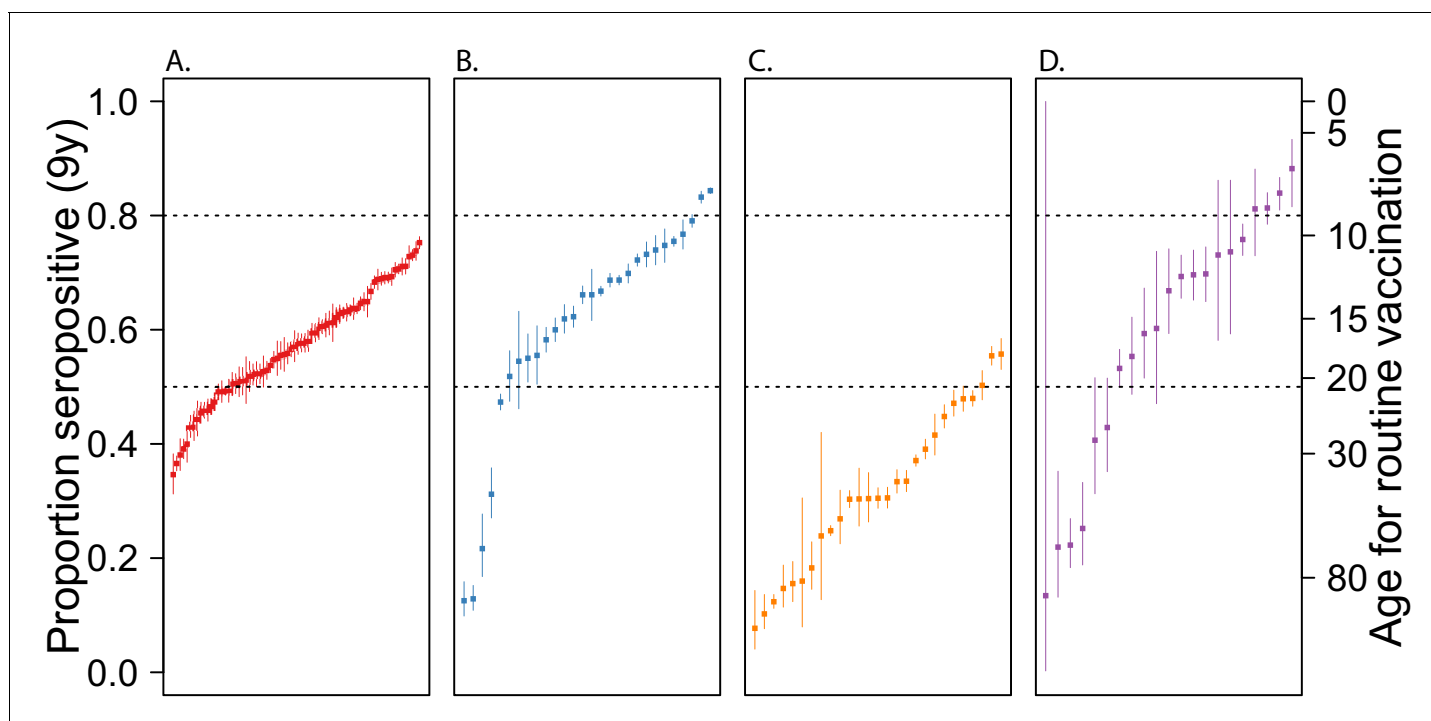 A.
B.
C.
D.
Proportion seropositive (9y)
1.0
0.8
0.6
0.4
0.2
0.0
0
5
10
15
20
30
80
Age for routine vaccination